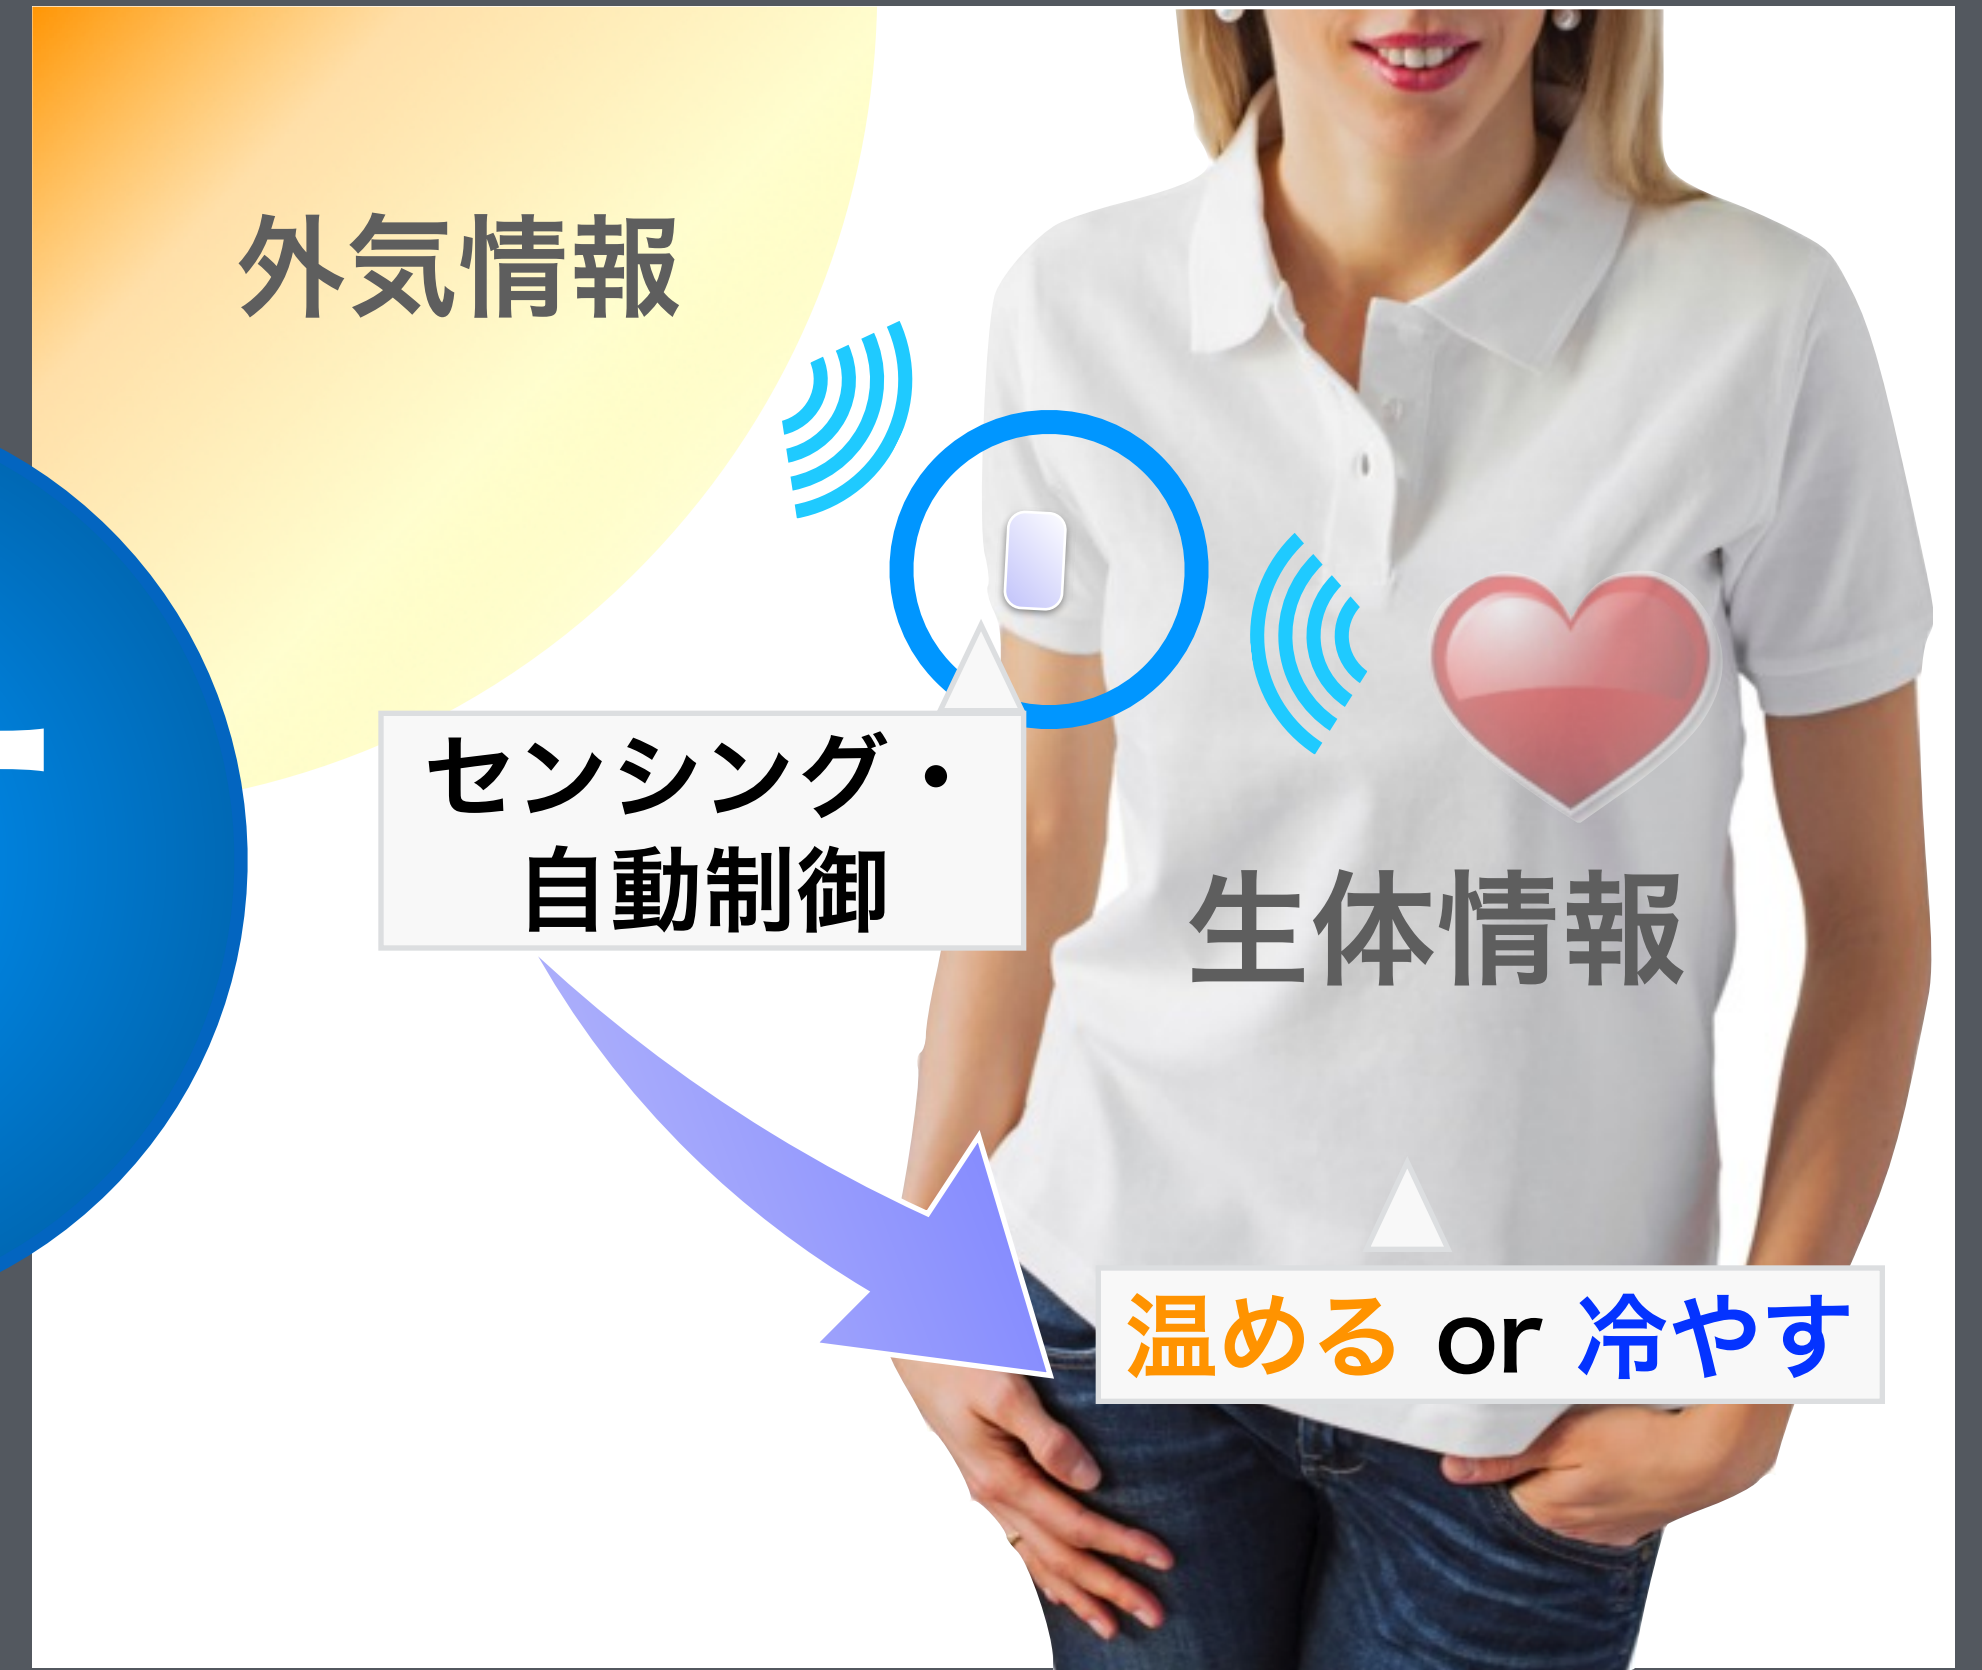 外気情報
センシング・
自動制御
生体情報
温める or 冷やす